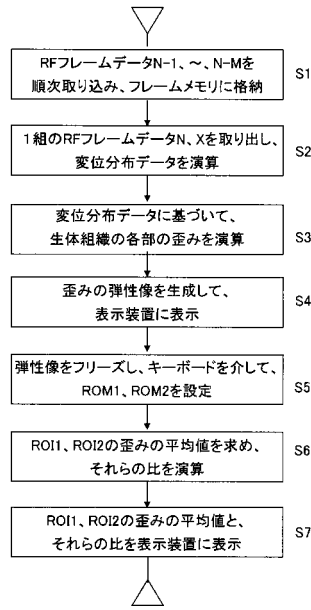 RFフレームデータN-1、～、N-Mを
順次取り込み、フレームメモリに格納
S1
1組のRFフレームデータN、Xを取り出し、
変位分布データを演算
S2
変位分布データに基づいて、
生体組織の各部の歪みを演算
S3
歪みの弾性像を生成して、
表示装置に表示
S4
弾性像をフリーズし、キーボードを介して、
ROM1、ROM2を設定
S5
ROI1、ROI2の歪みの平均値を求め、
それらの比を演算
S6
ROI1、ROI2の歪みの平均値と、
それらの比を表示装置に表示
S7